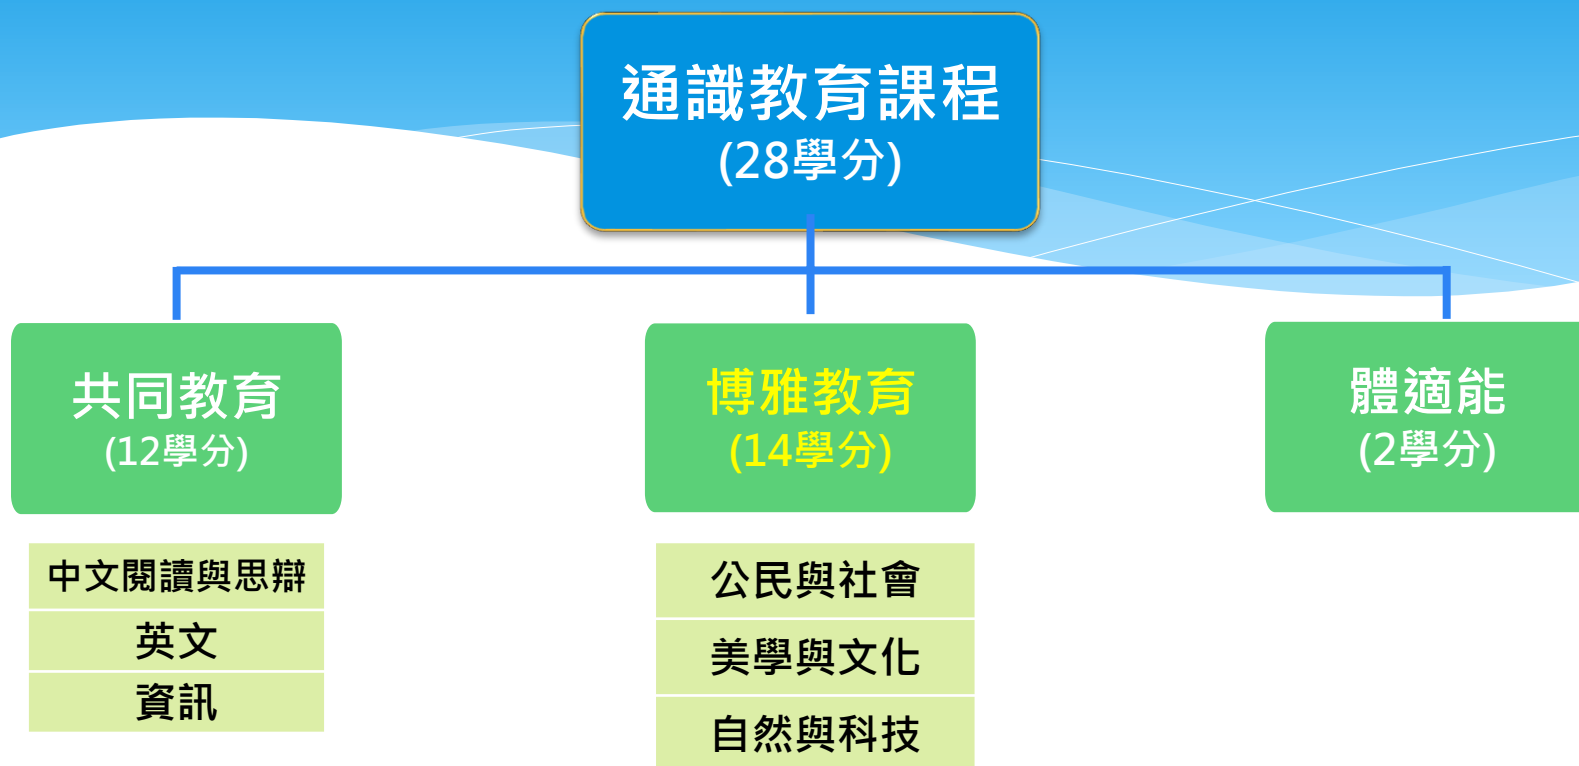 通識教育課程
(28學分)
共同教育
(12學分)
中文閱讀與思辯
英文
資訊
博雅教育
(14學分)
公民與社會
美學與文化
自然與科技
體適能
(2學分)